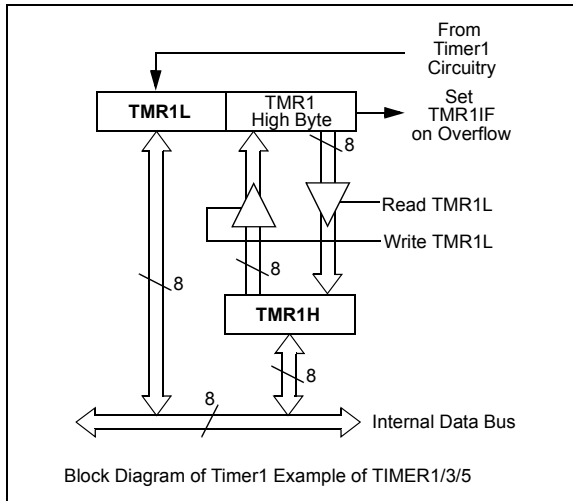 From
Timer1
Circuitry
TMR1L
TMR1
High Byte
Set
TMR1IF
on Overflow
8
Read TMR1L
Write TMR1L
8
8
TMR1H
8
8
Internal Data Bus
Block Diagram of Timer1 Example of TIMER1/3/5